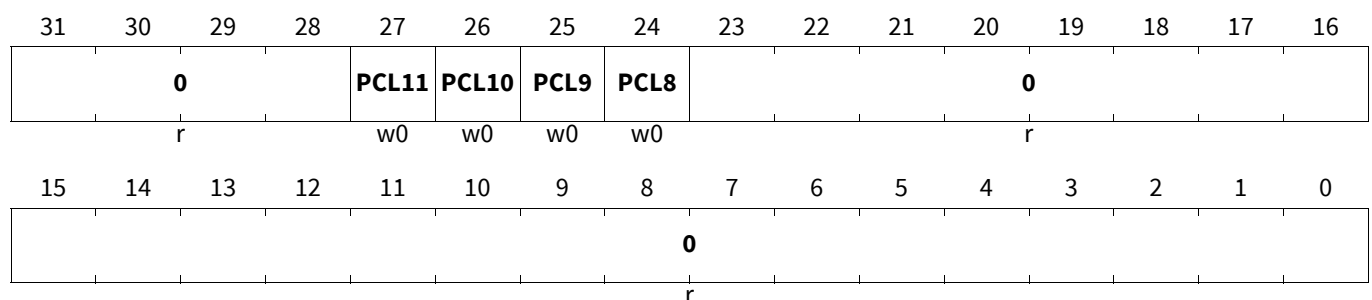 31 30 29 28 27 26 25 24 23 22 21 20 19 18 17 16
0 PCL11 PCL10 PCL9 PCL8 0
r w0 w0 w0 w0 r
15 14 13 12 11 10 9 8 7 6 5 4 3 2 1 0
0
r